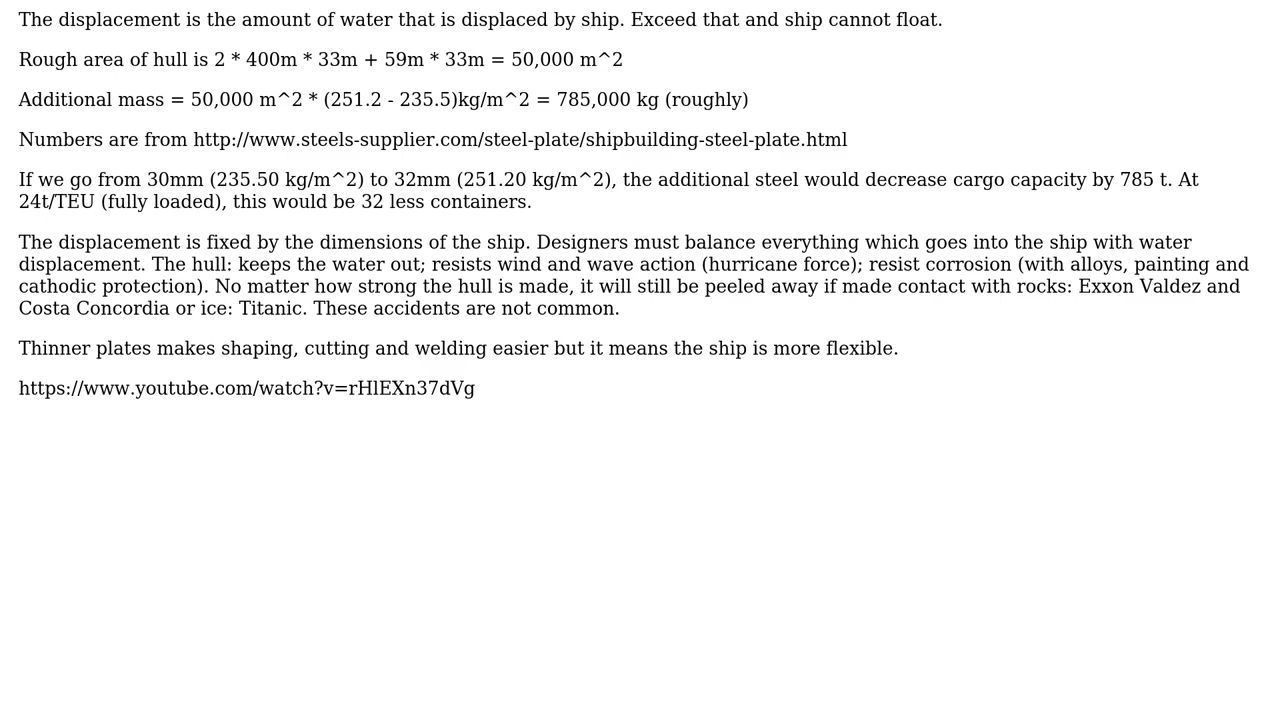 The displacement is the amount of water that is displaced by ship. Exceed that and ship cannot float.
Rough area of hull is 2 * 400m * 33m + 59m * 33m = 50,000 m^2
Additional mass = 50,000 m^2 * (251.2 - 235.5)kg/m^2 = 785,000 kg (roughly)
Numbers are from http://www.steels-supplier.com/steel-plate/shipbuilding-steel-plate.html
If we go from 30mm (235.50 kg/m^2) to 32mm (251.20 kg/m^2), the additional steel would decrease cargo capacity by 785 t. At
24t/TEU (fully loaded), this would be 32 less containers.
The displacement is fixed by the dimensions of the ship. Designers must balance everything which goes into the ship with water
displacement. The hull: keeps the water out; resists wind and wave action (hurricane force); resist corrosion (with alloys, painting and
cathodic protection). No matter how strong the hull is made, it will still be peeled away if made contact with rocks: Exxon Valdez and
Costa Concordia or ice: Titanic. These accidents are not common.
Thinner plates makes shaping, cutting and welding easier but it means the ship is more flexible.
https://www.youtube.com/watch?v=rHlEXn37dVg